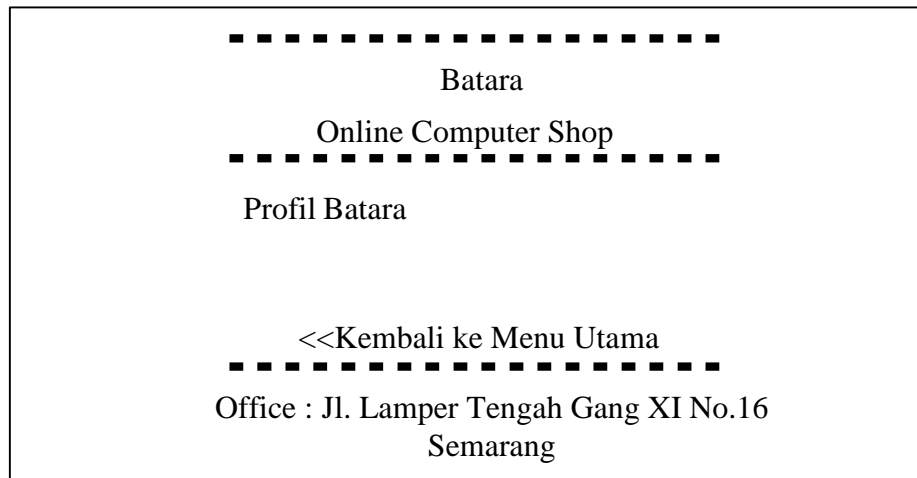 Batara
Online Computer Shop
Profil Batara
<<Kembali ke Menu Utama
Office : Jl. Lamper Tengah Gang XI No.16
Semarang